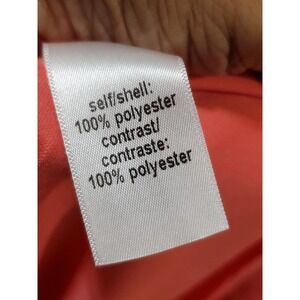 self/shell:
100% polyester
contrast/
contraste:
100% polyester